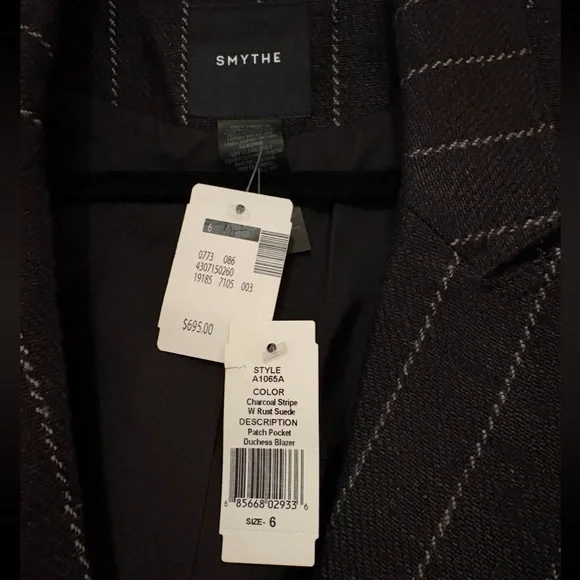 SMYTHE
6
0773 086
4307150260
19185 7105 003
$695.00
STYLE
A1065A
COLOR
Charcoal Stripe
W Rust Suede
DESCRIPTION
Patch Pocket
Duchess Blazer
6 85668 02933 6
SIZE- 6